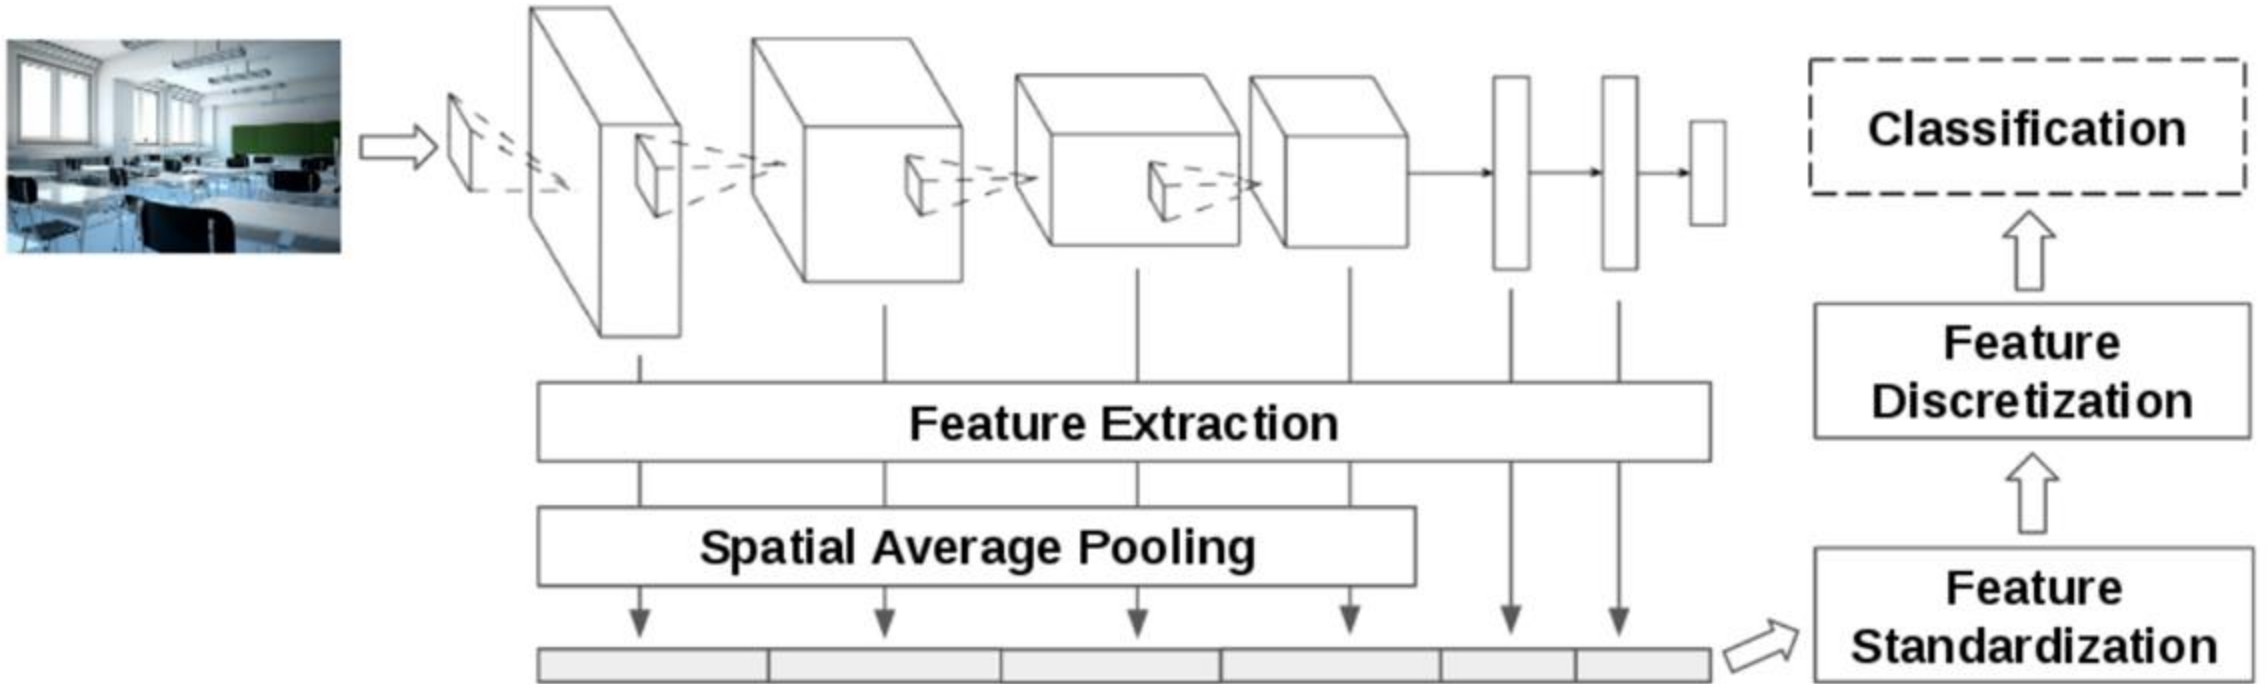 Classification
Feature
Discretization
Feature Extraction
Spatial Average Pooling
Feature
Standardization